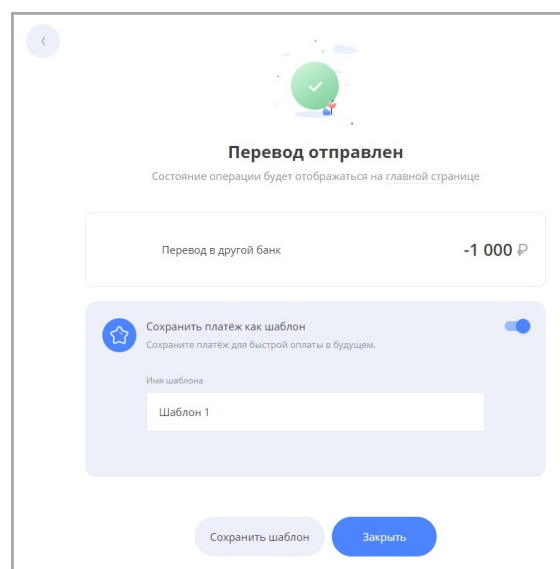 Перевод отправлен
Состояние операции будет отображаться на главной странице
Перевод в другой банк
-1 000 ₽
Сохранить платёж как шаблон
Сохраните платёж для быстрой оплаты в будущем.
Имя шаблона
Шаблон 1
Сохранить шаблон
Закрыть